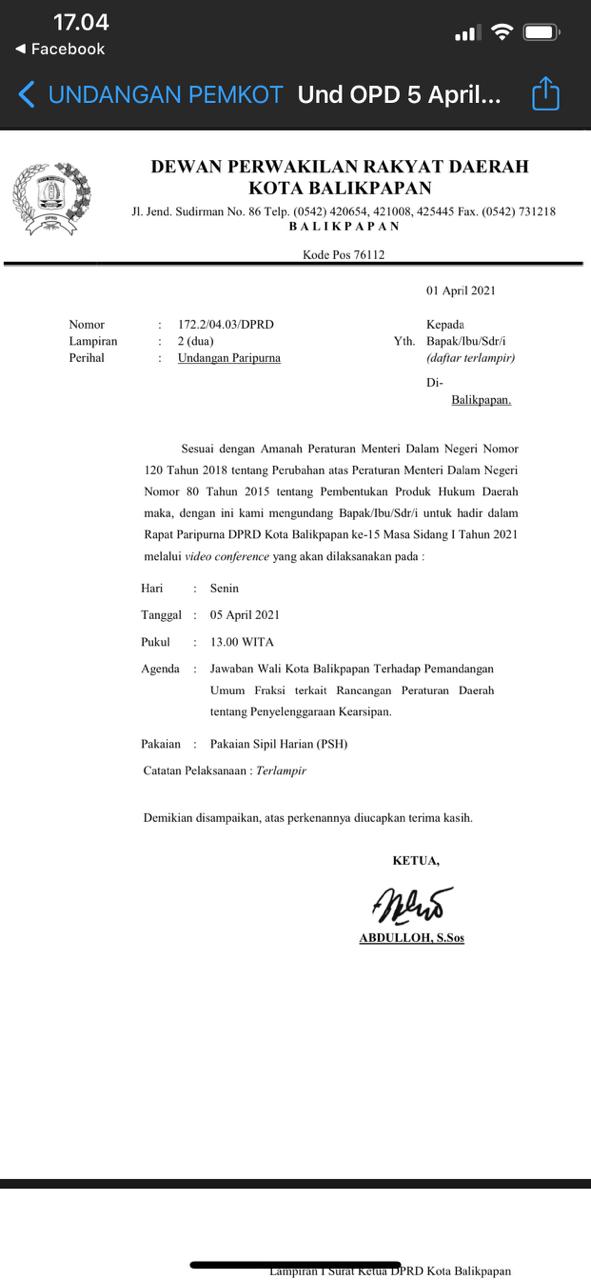 17.04
◀ Facebook
UNDANGAN PEMKOT Und OPD 5 April...
DEWAN PERWAKILAN RAKYAT DAERAH
KOTA BALIKPAPAN
Jl. Jend. Sudirman No. 86 Telp. (0542) 420654, 421008, 425445 Fax. (0542) 731218
B A L I K P A P A N
Kode Pos 76112
01 April 2021
Nomor : 172.2/04.03/DPRD Kepada
Lampiran : 2 (dua) Yth. Bapak/Ibu/Sdr/i
Perihal : Undangan Paripurna (daftar terlampir)
Di-
Balikpapan.
Sesuai dengan Amanah Peraturan Menteri Dalam Negeri Nomor
120 Tahun 2018 tentang Perubahan atas Peraturan Menteri Dalam Negeri
Nomor 80 Tahun 2015 tentang Pembentukan Produk Hukum Daerah
maka, dengan ini kami mengundang Bapak/Ibu/Sdr/i untuk hadir dalam
Rapat Paripurna DPRD Kota Balikpapan ke-15 Masa Sidang I Tahun 2021
melalui video conference yang akan dilaksanakan pada :
Hari : Senin
Tanggal : 05 April 2021
Pukul : 13.00 WITA
Agenda : Jawaban Wali Kota Balikpapan Terhadap Pemandangan
Umum Fraksi terkait Rancangan Peraturan Daerah
tentang Penyelenggaraan Kearsipan.
Pakaian : Pakaian Sipil Harian (PSH)
Catatan Pelaksanaan : Terlampir
Demikian disampaikan, atas perkenannya diucapkan terima kasih.
KETUA,
ABDULLOH, S.Sos
Lampiran I Surat Ketua DPRD Kota Balikpapan